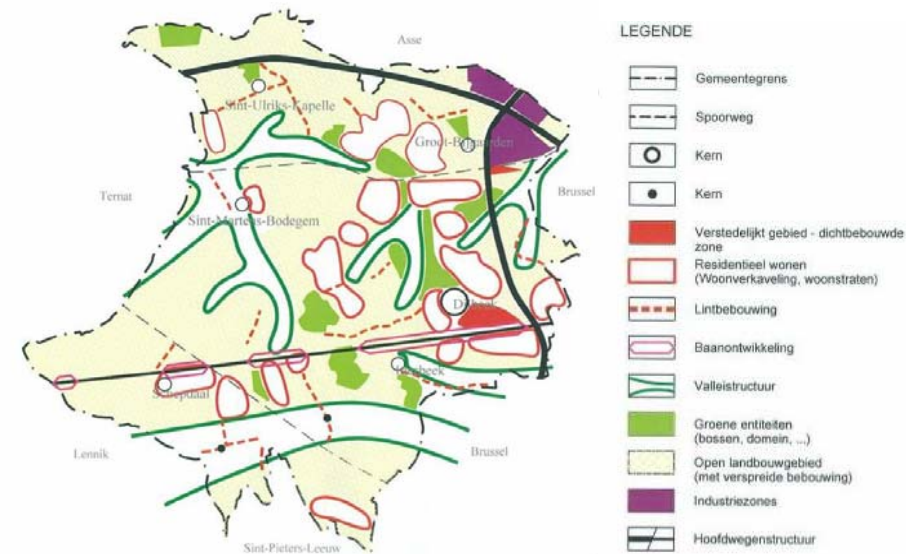 Asse
Sint-Ulriks-Kapelle
Groot-Bijgaarden
Ternat
Brussel
Sint-Martens-Bodegem
Dilbeek
Itterbeek
Schepdaal
Lennik
Brussel
Sint-Pieters-Leeuw
LEGENDE
Gemeentegrens
Spoorweg
Kern
Kern
Verstedelijkt gebied - dichtbebouwde
zone
Residentieel wonen
(Woonverkaveling, woonstraten)
Lintbebouwing
Baanontwikkeling
Valleistructuur
Groene entiteiten
(bossen, domein, ...)
Open landbouwgebied
(met verspreide bebouwing)
Industriezones
Hoofdwegenstructuur